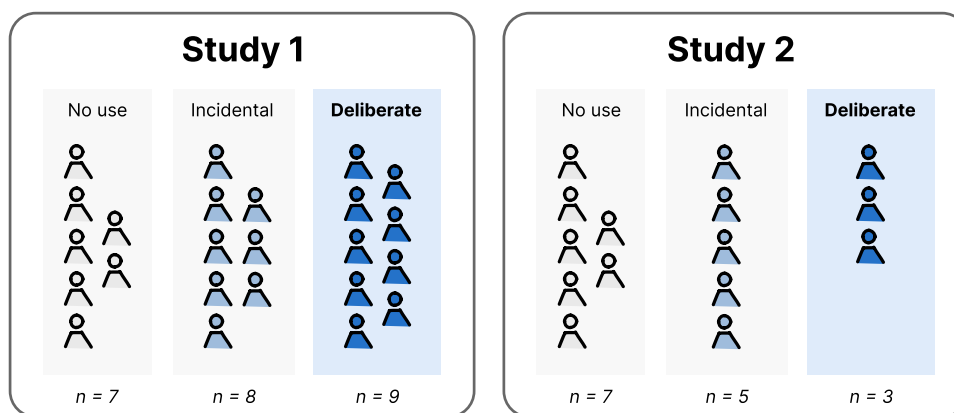 Study 1
No use
Incidental
Deliberate
n = 7
n = 8
n = 9
Study 2
No use
Incidental
Deliberate
n = 7
n = 5
n = 3